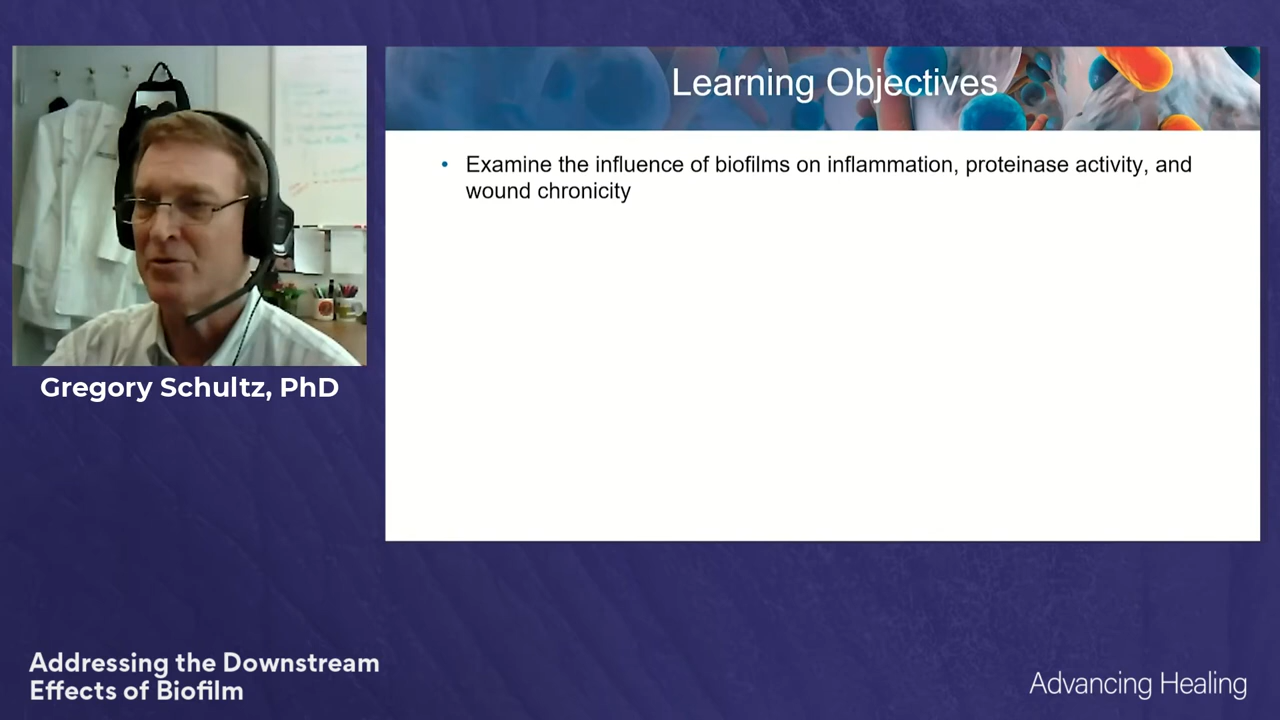 Learning Objectives
• Examine the influence of biofilms on inflammation, proteinase activity, and
wound chronicity
Gregory Schultz, PhD
Addressing the Downstream
Effects of Biofilm
Advancing Healing